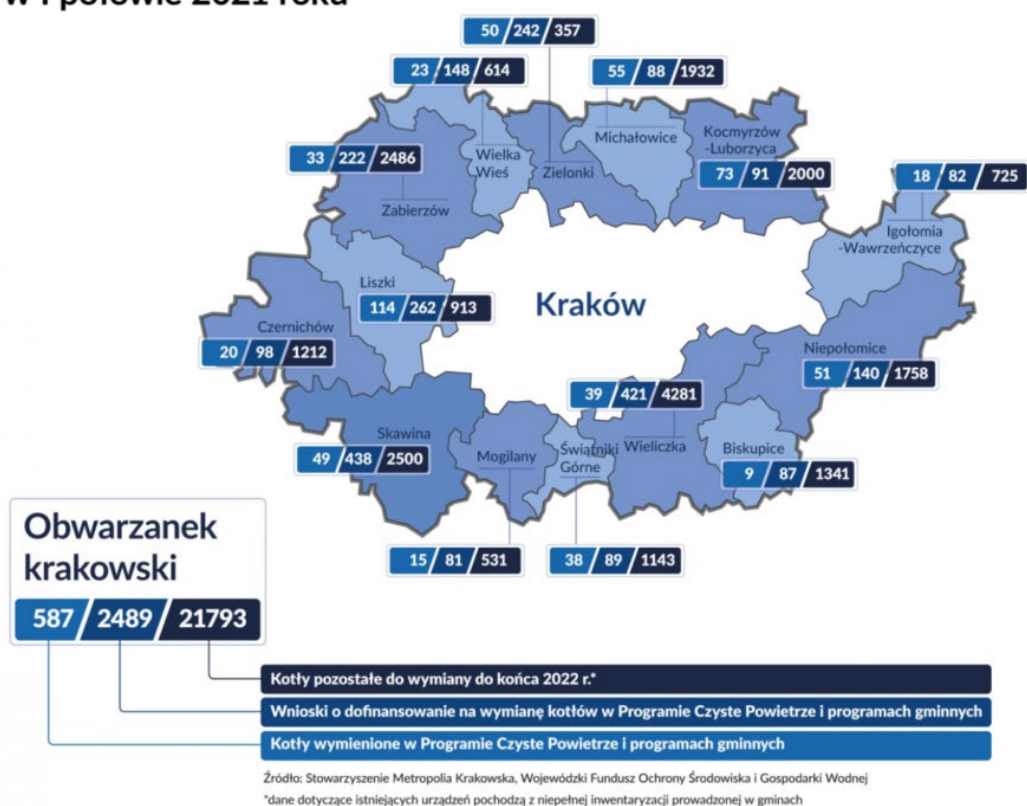 w I połowie 2021 roku
50 242 357
23 148 614
55 88 1932
Michałowice
Kocmyrzów
-Luborzyca
33 222 2486
Wielka
Wieś
Zielonki
73 91 2000
18 82 725
Zabierzów
Igołomia
-Wawrzeńczyce
Liszki
114 262 913
Kraków
Czernichów
20 98 1212
Niepołomice
51 140 1758
39 421 4281
Skawina
49 438 2500
Mogilany
Świątniki
Górne
Wieliczka
Biskupice
9 87 1341
15 81 531
38 89 1143
Obwarzanek
krakowski
587 2489 21793
Kotły pozostałe do wymiany do końca 2022 r.*
Wnioski o dofinansowanie na wymianę kotłów w Programie Czyste Powietrze i programach gminnych
Kotły wymienione w Programie Czyste Powietrze i programach gminnych
Źródło: Stowarzyszenie Metropolia Krakowska, Wojewódzki Fundusz Ochrony Środowiska i Gospodarki Wodnej
*dane dotyczące istniejących urządzeń pochodzą z niepełnej inwentaryzacji prowadzonej w gminach